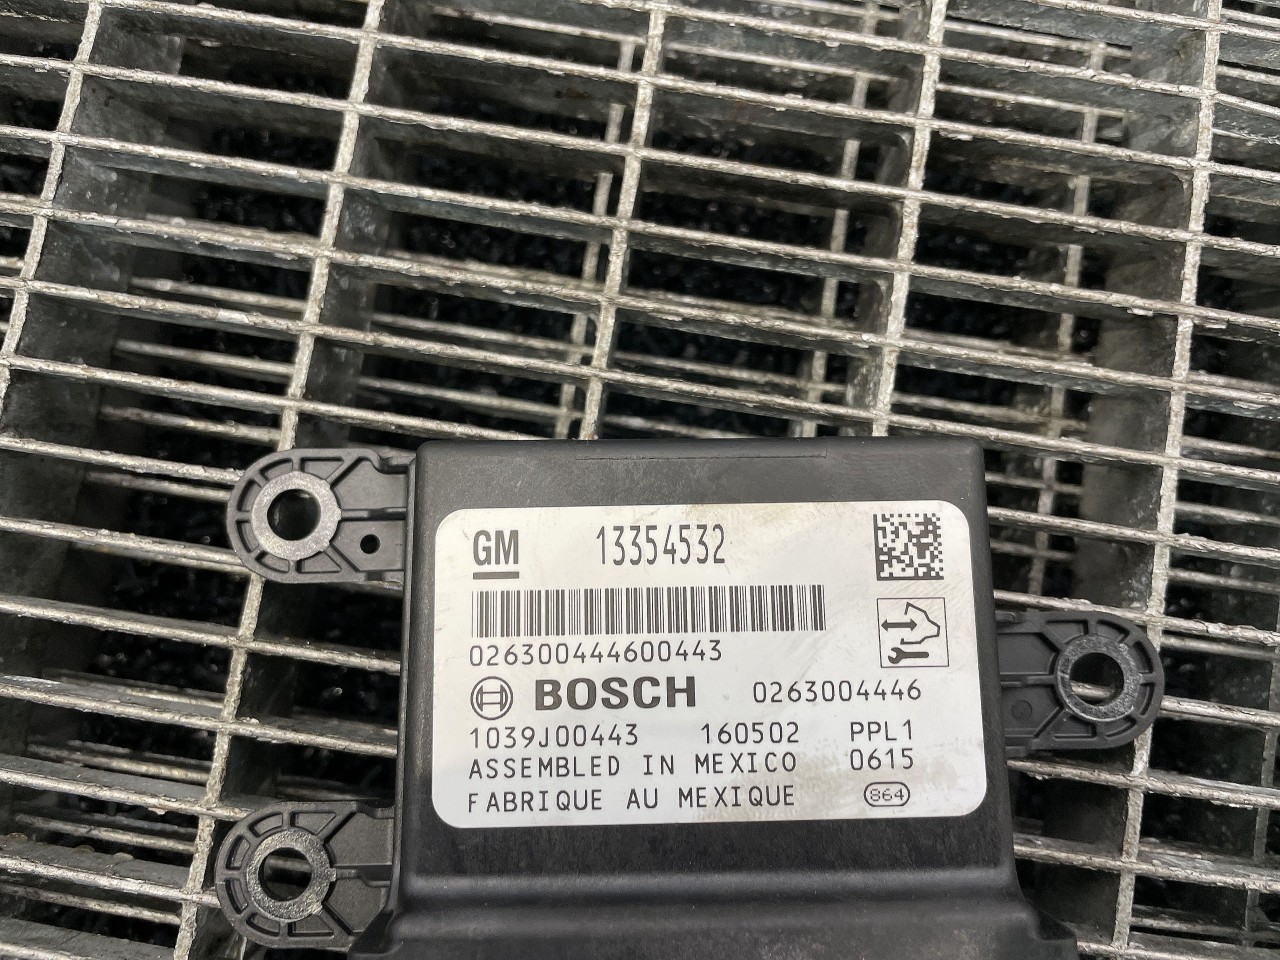 GM 13354532
026300444600443
BOSCH 0263004446
1039J00443 160502 PPL1
ASSEMBLED IN MEXICO 0615
FABRIQUE AU MEXIQUE 864